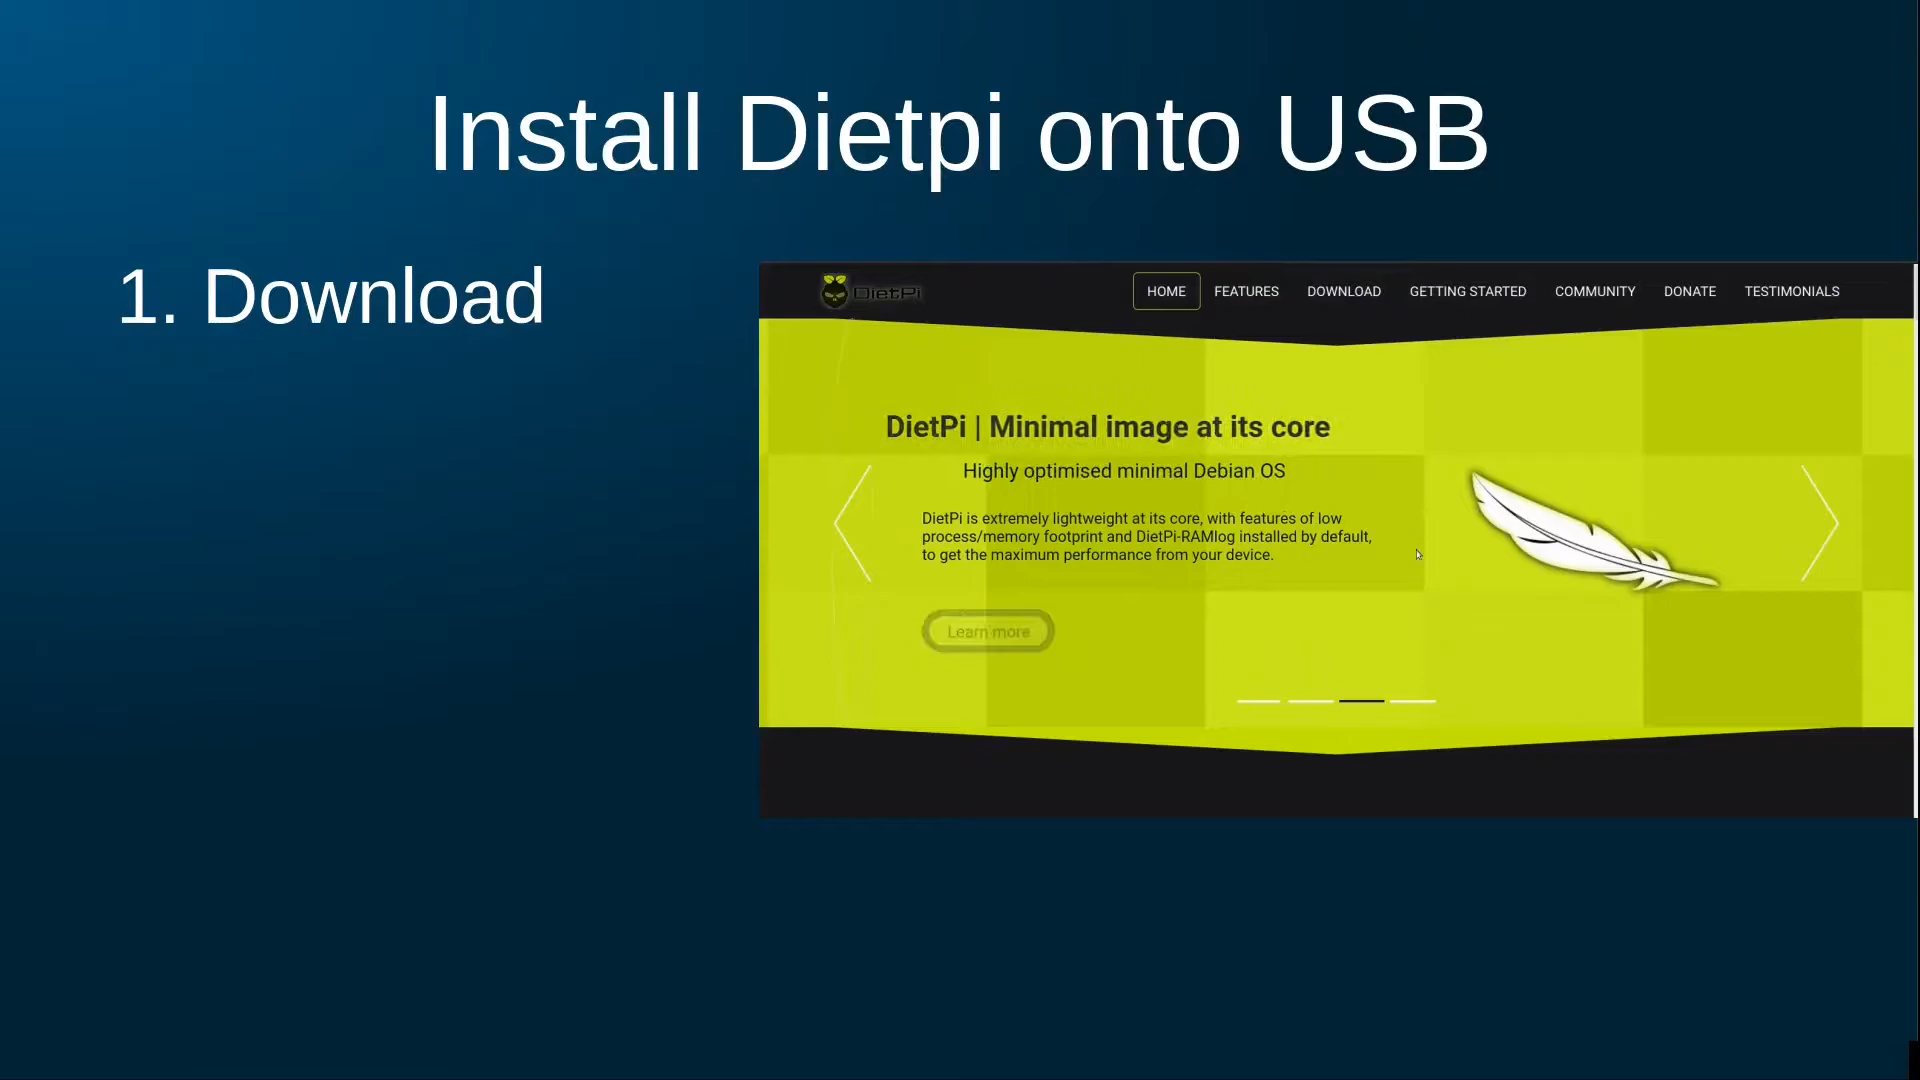 Install Dietpi onto USB
1. Download
DietPi
HOME FEATURES DOWNLOAD GETTING STARTED COMMUNITY DONATE TESTIMONIALS
DietPi | Minimal image at its core
Highly optimised minimal Debian OS
DietPi is extremely lightweight at its core, with features of low
process/memory footprint and DietPi-RAMlog installed by default,
to get the maximum performance from your device.
Learn more